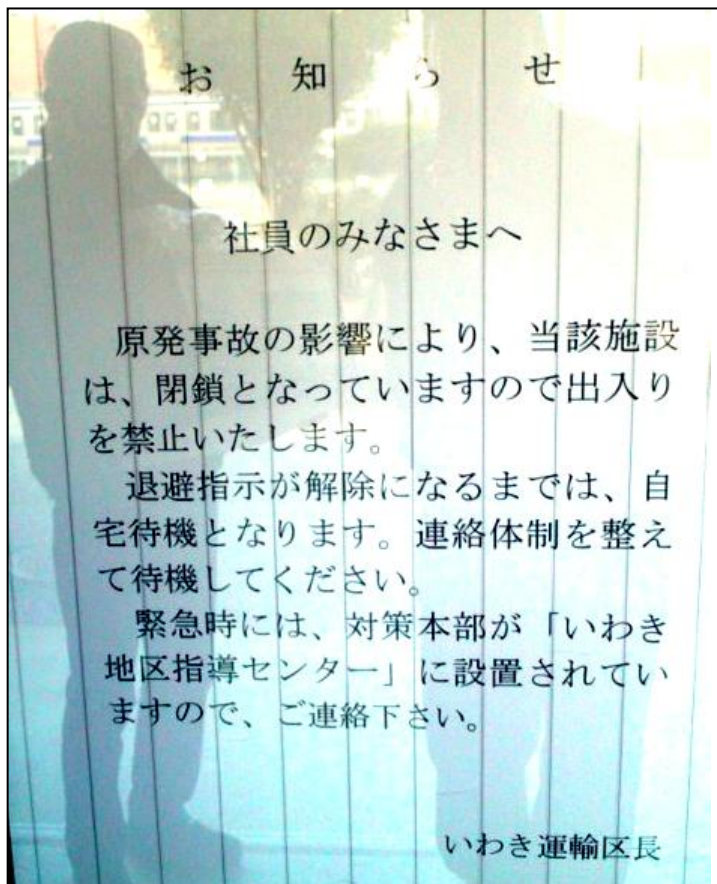 お知らせ
社員のみなさまへ
原発事故の影響により、当該施設
は、閉鎖となっていますので出入り
を禁止いたします。
退避指示が解除になるまでは、自
宅待機となります。連絡体制を整え
て待機してください。
緊急時には、対策本部が「いわき
地区指導センター」に設置されてい
ますので、ご連絡下さい。
いわき運輸区長